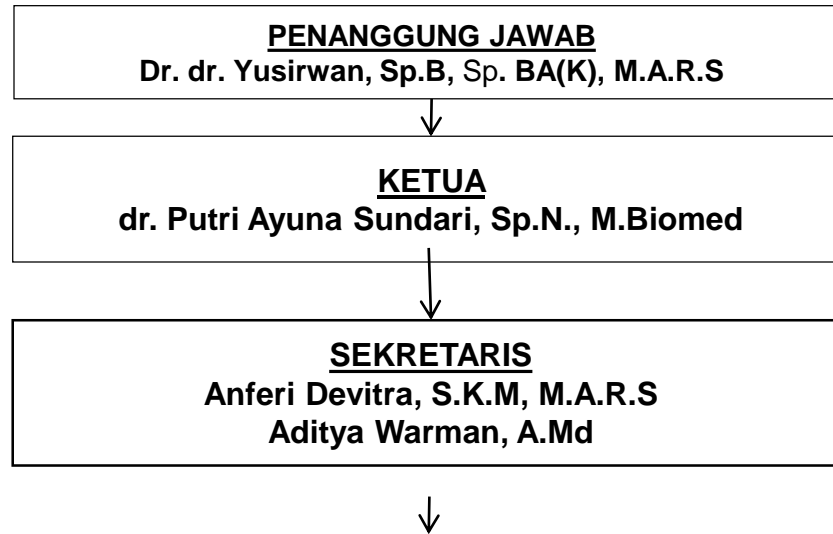 PENANGGUNG JAWAB
Dr. dr. Yusirwan, Sp.B, Sp. BA(K), M.A.R.S
KETUA
dr. Putri Ayuna Sundari, Sp.N., M.Biomed
SEKRETARIS
Anferi Devitra, S.K.M, M.A.R.S
Aditya Warman, A.Md